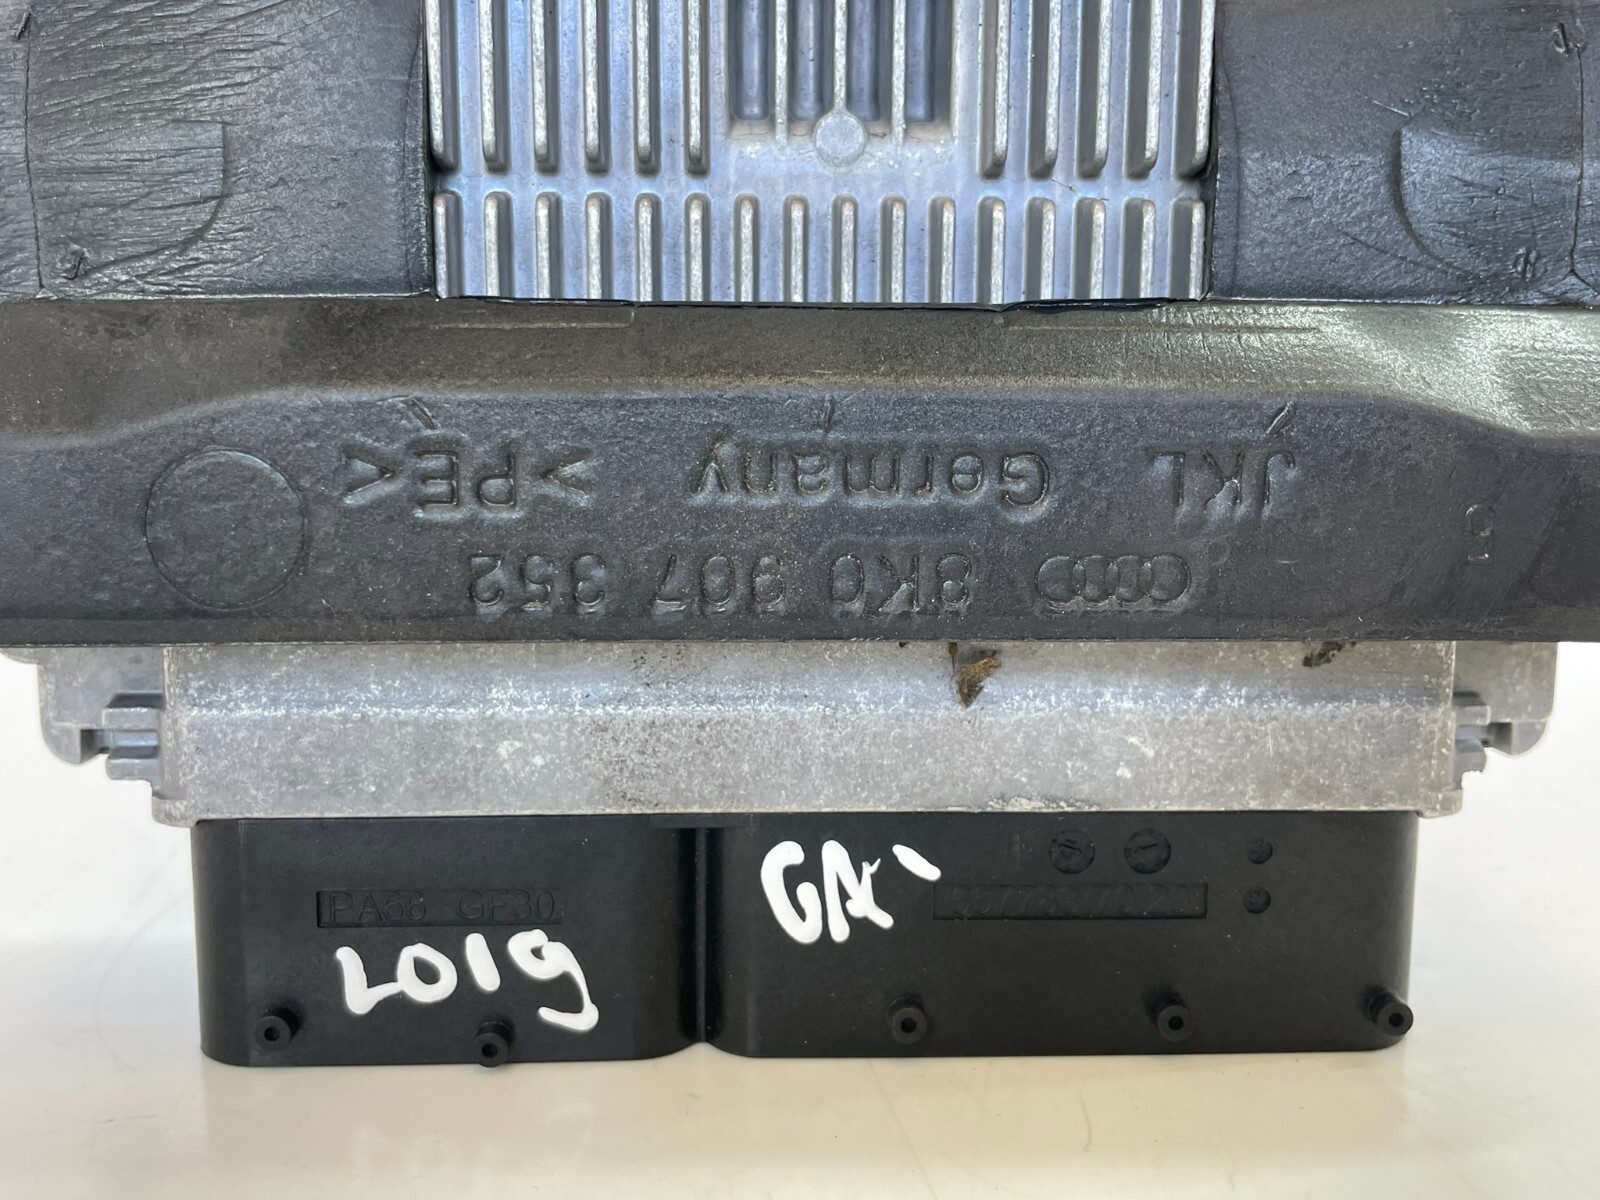 JKL Germany >PE<
8K0 907 352
PA66 GF30
L019
GA